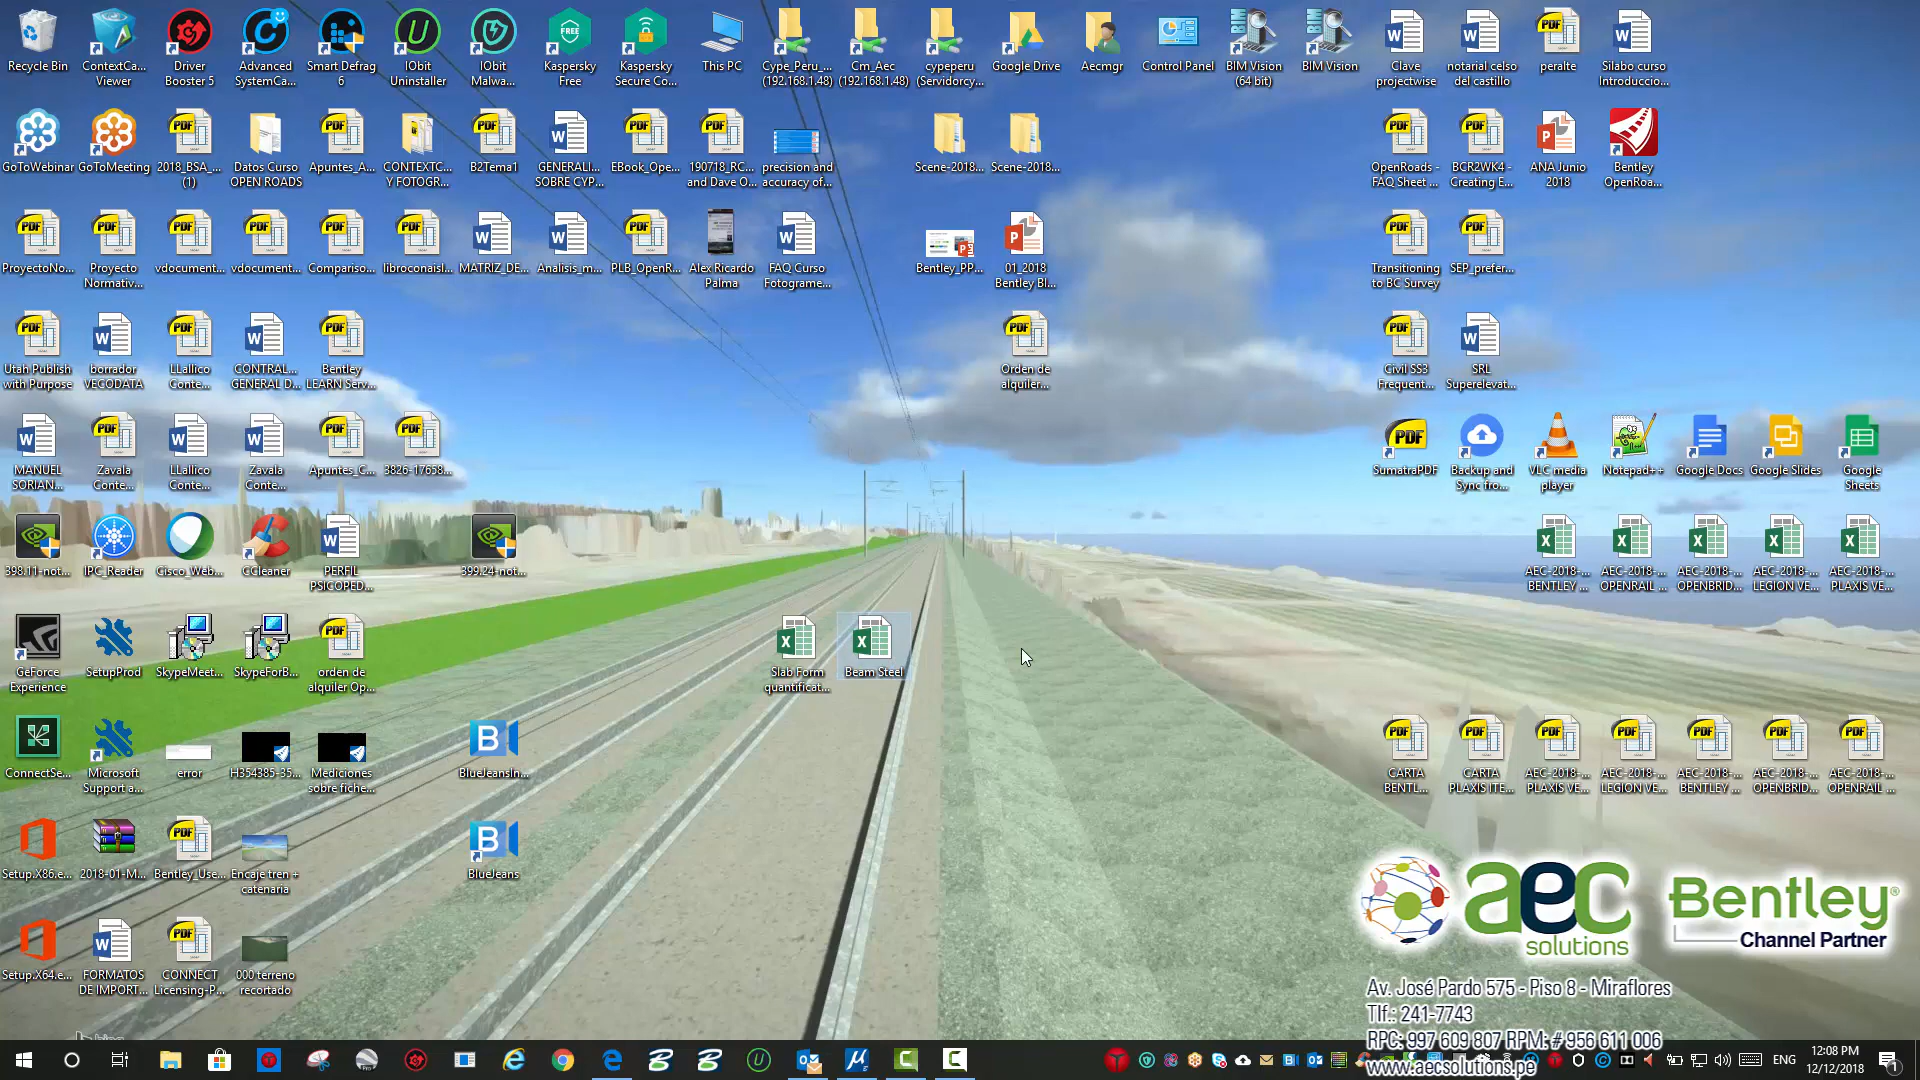 Recycle Bin
ContextCa...
Viewer
Driver
Booster 5
Advanced
SystemCa...
Smart Defrag
6
IObit
Uninstaller
IObit
Malwa...
Kaspersky
Free
Kaspersky
Secure Co...
This PC
Cype_Peru_...
(192.168.1.48)
Cm_Aec
(192.168.1.48)
cypeperu
(Servidorcy...
Google Drive
Aecmgr
Control Panel
BIM Vision
(64 bit)
BIM Vision
Clave
projectwise
notarial celso
del castillo
peralte
Silabo curso
Introduccio...
GoToWebinar
GoToMeeting
2018_BSA_...
(1)
Datos Curso
OPEN ROADS
Apuntes_A...
CONTEXTC...
Y FOTOGR...
B2Tema1
GENERALI...
SOBRE CYP...
EBook_Ope...
190718_RC...
and Dave O...
precision and
accuracy of...
Scene-2018...
Scene-2018...
OpenRoads -
FAQ Sheet ...
BCR2WK4 -
Creating E...
ANA Junio
2018
Bentley
OpenRoa...
ProyectoNo...
Proyecto
Normativ...
vdocument...
vdocument...
Compariso...
libroconaisl...
MATRIZ_DE...
Analisis_m...
PLB_OpenR...
Alex Ricardo
Palma
FAQ Curso
Fotograme...
Bentley_PP...
01_2018
Bentley BI...
Transitioning
to BC Survey
SEP_prefer...
Utah Publish
with Purpose
borrador
VECODATA
LLallico
Conte...
CONTRAL...
GENERAL D...
Bentley
LEARN Serv...
Orden de
alquiler...
Civil SS3
Frequent...
SRL
Superelevat...
MANUEL
SORIAN...
Zavala
Conte...
LLallico
Conte...
Zavala
Conte...
Apuntes_C...
3826-17658...
SumatraPDF
Backup and
Sync fro...
VLC media
player
Notepad++
Google Docs
Google Slides
Google
Sheets
398.11-not...
IPC_Reader
Cisco_Web...
CCleaner
PERFIL
PSICOPED...
399.24-not...
AEC-2018-...
BENTLEY ...
AEC-2018-...
OPENRAIL ...
AEC-2018-...
OPENBRID...
AEC-2018-...
LEGION VE...
AEC-2018-...
PLAXIS VE...
GeForce
Experience
SetupProd
SkypeMeet...
SkypeForB...
orden de
alquiler Op...
Slab Form
quantificat...
Beam Steel
ConnectSe...
Microsoft
Support a...
error
H354385-35...
Mediciones
sobre fiche...
BlueJeansIn...
CARTA
BENTL...
CARTA
PLAXIS ITE...
AEC-2018-...
PLAXIS VE...
AEC-2018-...
LEGION VE...
AEC-2018-...
BENTLEY ...
AEC-2018-...
OPENBRID...
AEC-2018-...
OPENRAIL ...
Setup.X86.e...
2018-01-M...
Bentley_Use...
Encaje tren +
catenaria
BlueJeans
Setup.X64.e...
FORMATOS
DE IMPORT...
CONNECT
Licensing-P...
000 terreno
recortado
aec
solutions
Bentley®
Channel Partner
Av. José Pardo 575 - Piso 8 - Miraflores
Tlf.: 241-7743
RPC: 997 609 807 RPM: # 956 611 006
www.aecsolutions.pe
ENG
12:08 PM
12/12/2018